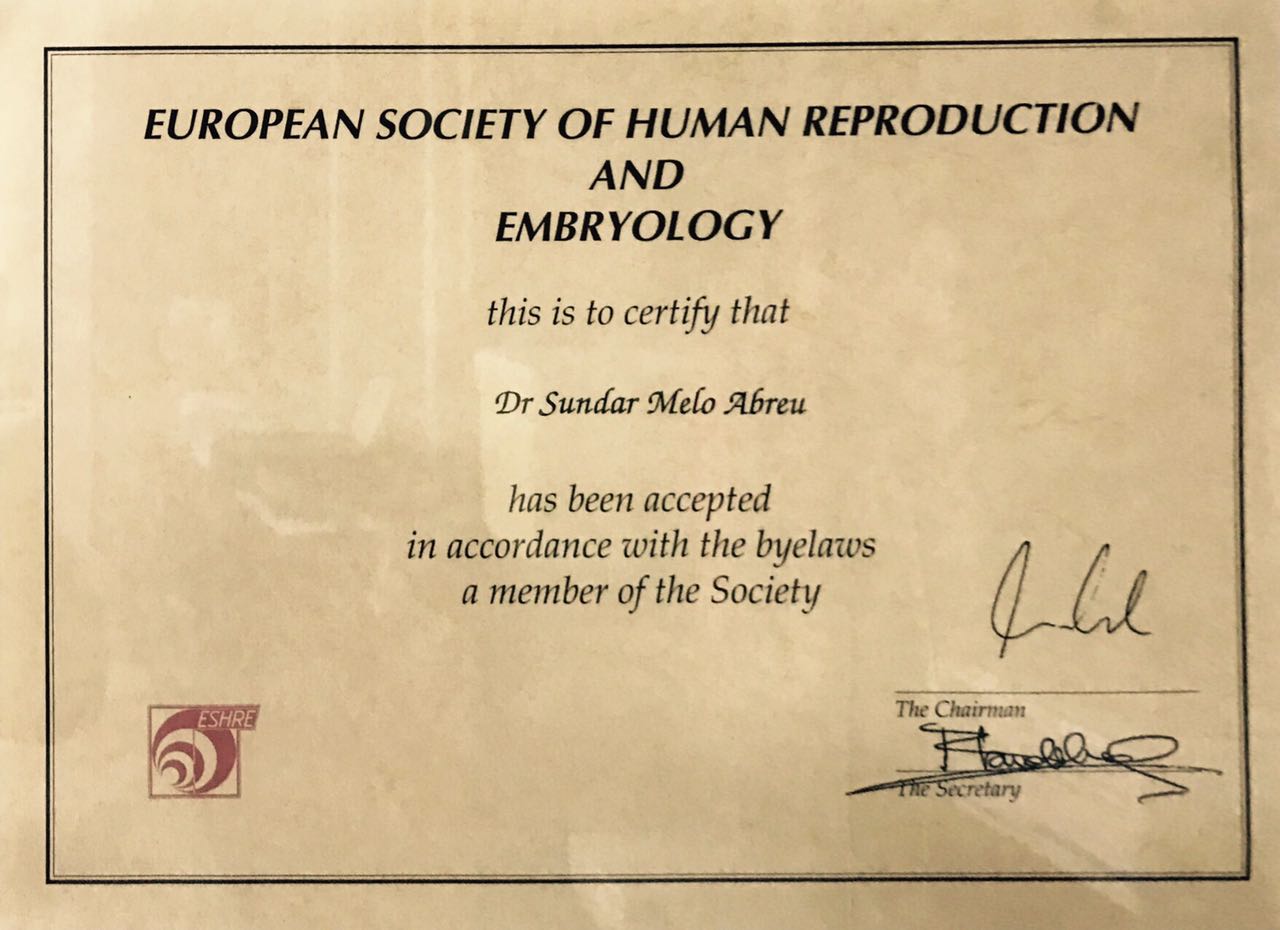 EUROPEAN SOCIETY OF HUMAN REPRODUCTION
AND
EMBRYOLOGY
this is to certify that
Dr Sundar Melo Abreu
has been accepted
in accordance with the byelaws
a member of the Society
ESHRE
The Chairman
The Secretary